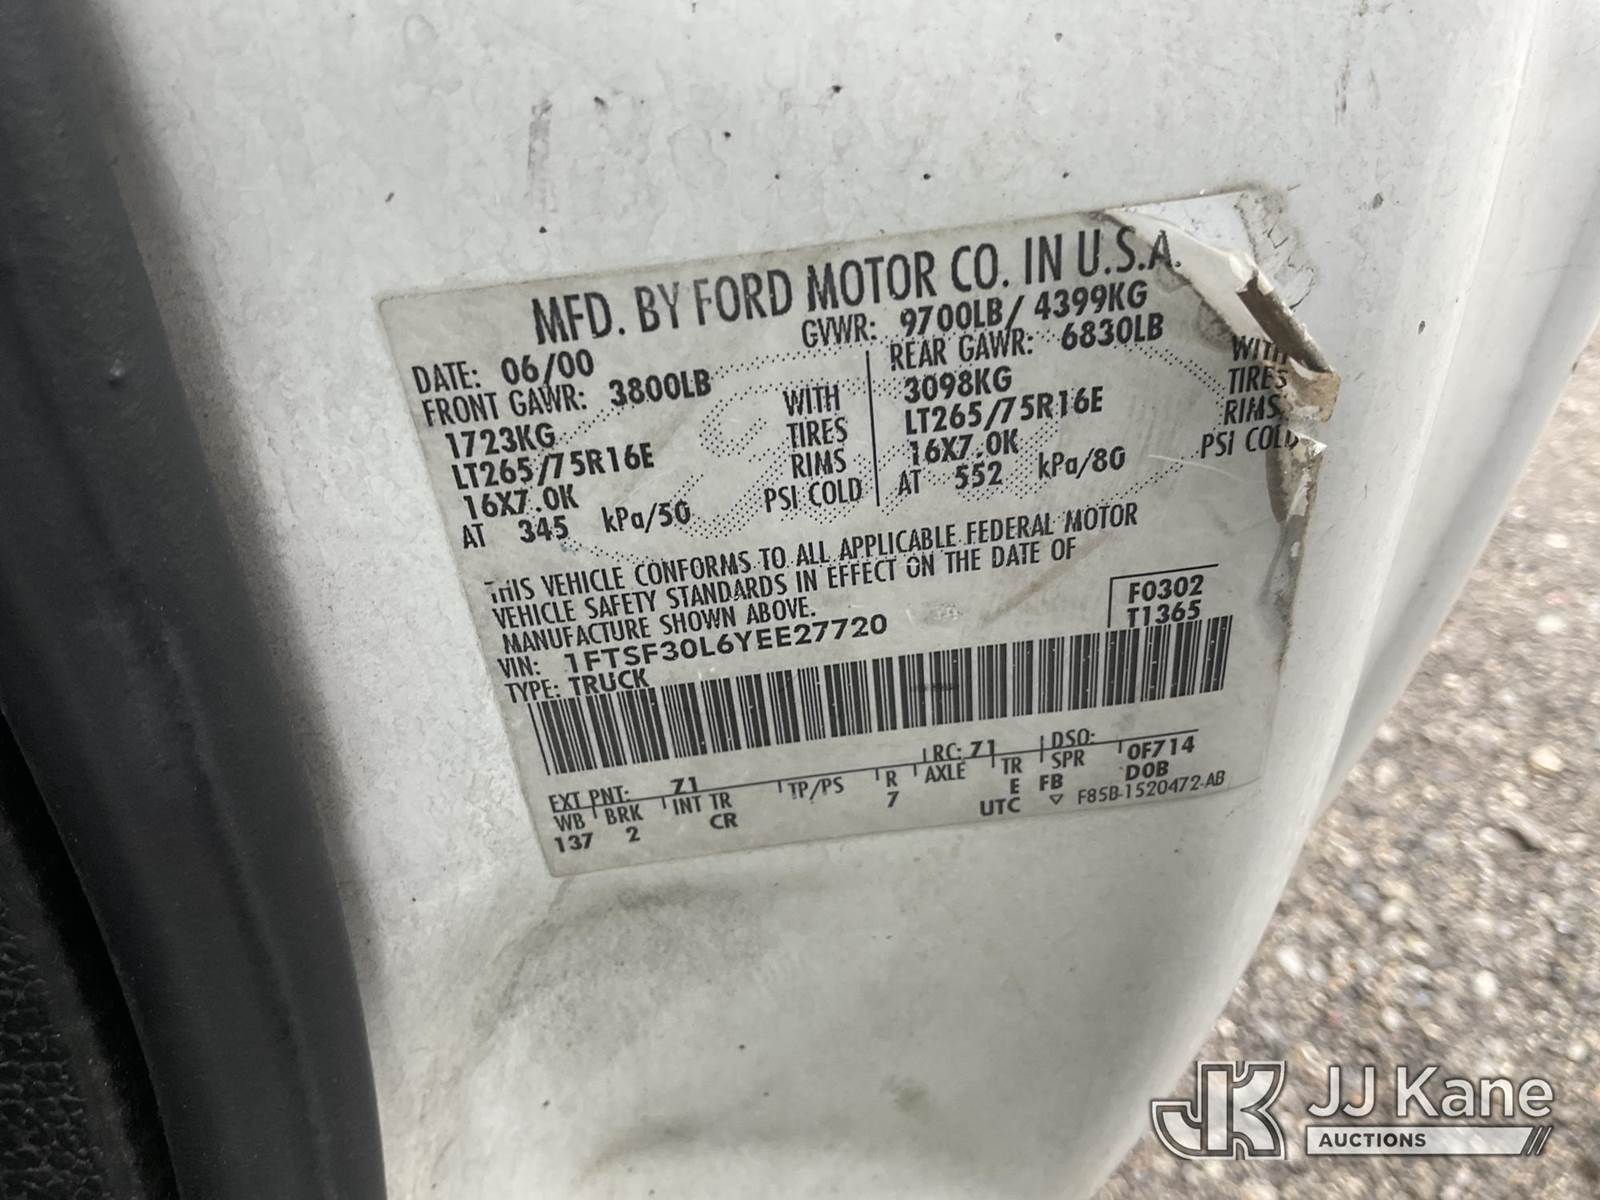 MFD. BY FORD MOTOR CO. IN U.S.A.
DATE: 06/00 GVWR: 9700LB/ 4399KG
FRONT GAWR: 3800LB REAR GAWR: 6830LB
1723KG WITH 3098KG WITH
LT265/75R16E TIRES LT265/75R16E TIRES
16X7.0K RIMS 16X7.0K RIMS
AT 345 kPa/50 PSI COLD AT 552 kPa/80 PSI COLD
THIS VEHICLE CONFORMS TO ALL APPLICABLE FEDERAL MOTOR
VEHICLE SAFETY STANDARDS IN EFFECT ON THE DATE OF
MANUFACTURE SHOWN ABOVE.
VIN: 1FTSF30L6YEE27720 F0302
TYPE: TRUCK T1365
EXT PNT: Z1 RC: 71 DSO:
WB BRK INT TR TP/PS R AXLE TR SPR 0F714
137 2 CR 7 E FB D0B
UTC ▽ F85B-1520472-AB
JK JJ Kane
AUCTIONS